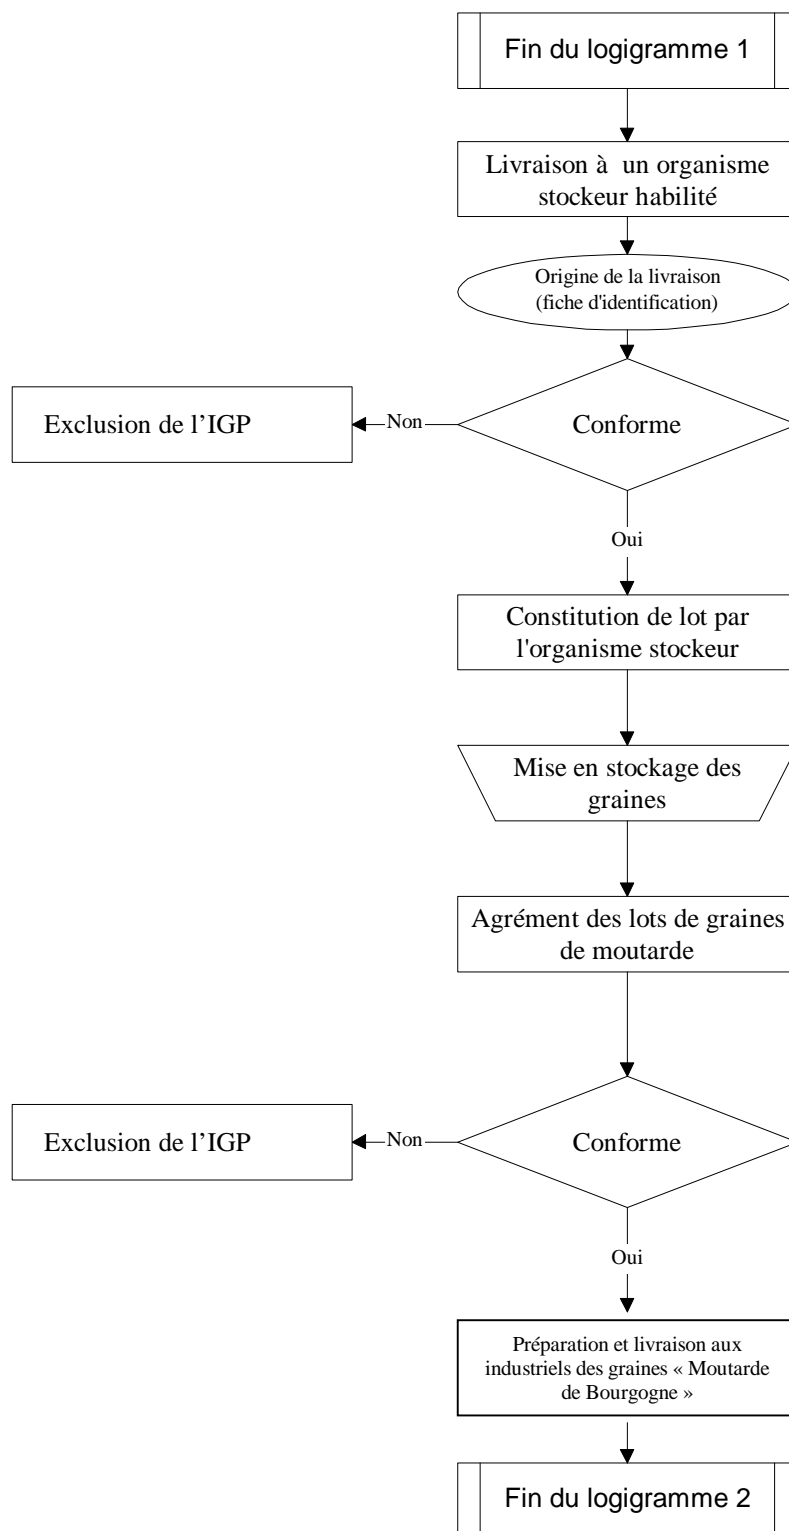 Fin du logigramme 1
Livraison à un organisme
stockeur habilité
Origine de la livraison
(fiche d'identification)
Exclusion de l’IGP
Non
Conforme
Oui
Constitution de lot par
l'organisme stockeur
Mise en stockage des
graines
Agrément des lots de graines
de moutarde
Exclusion de l’IGP
Non
Conforme
Oui
Préparation et livraison aux
industriels des graines « Moutarde
de Bourgogne »
Fin du logigramme 2